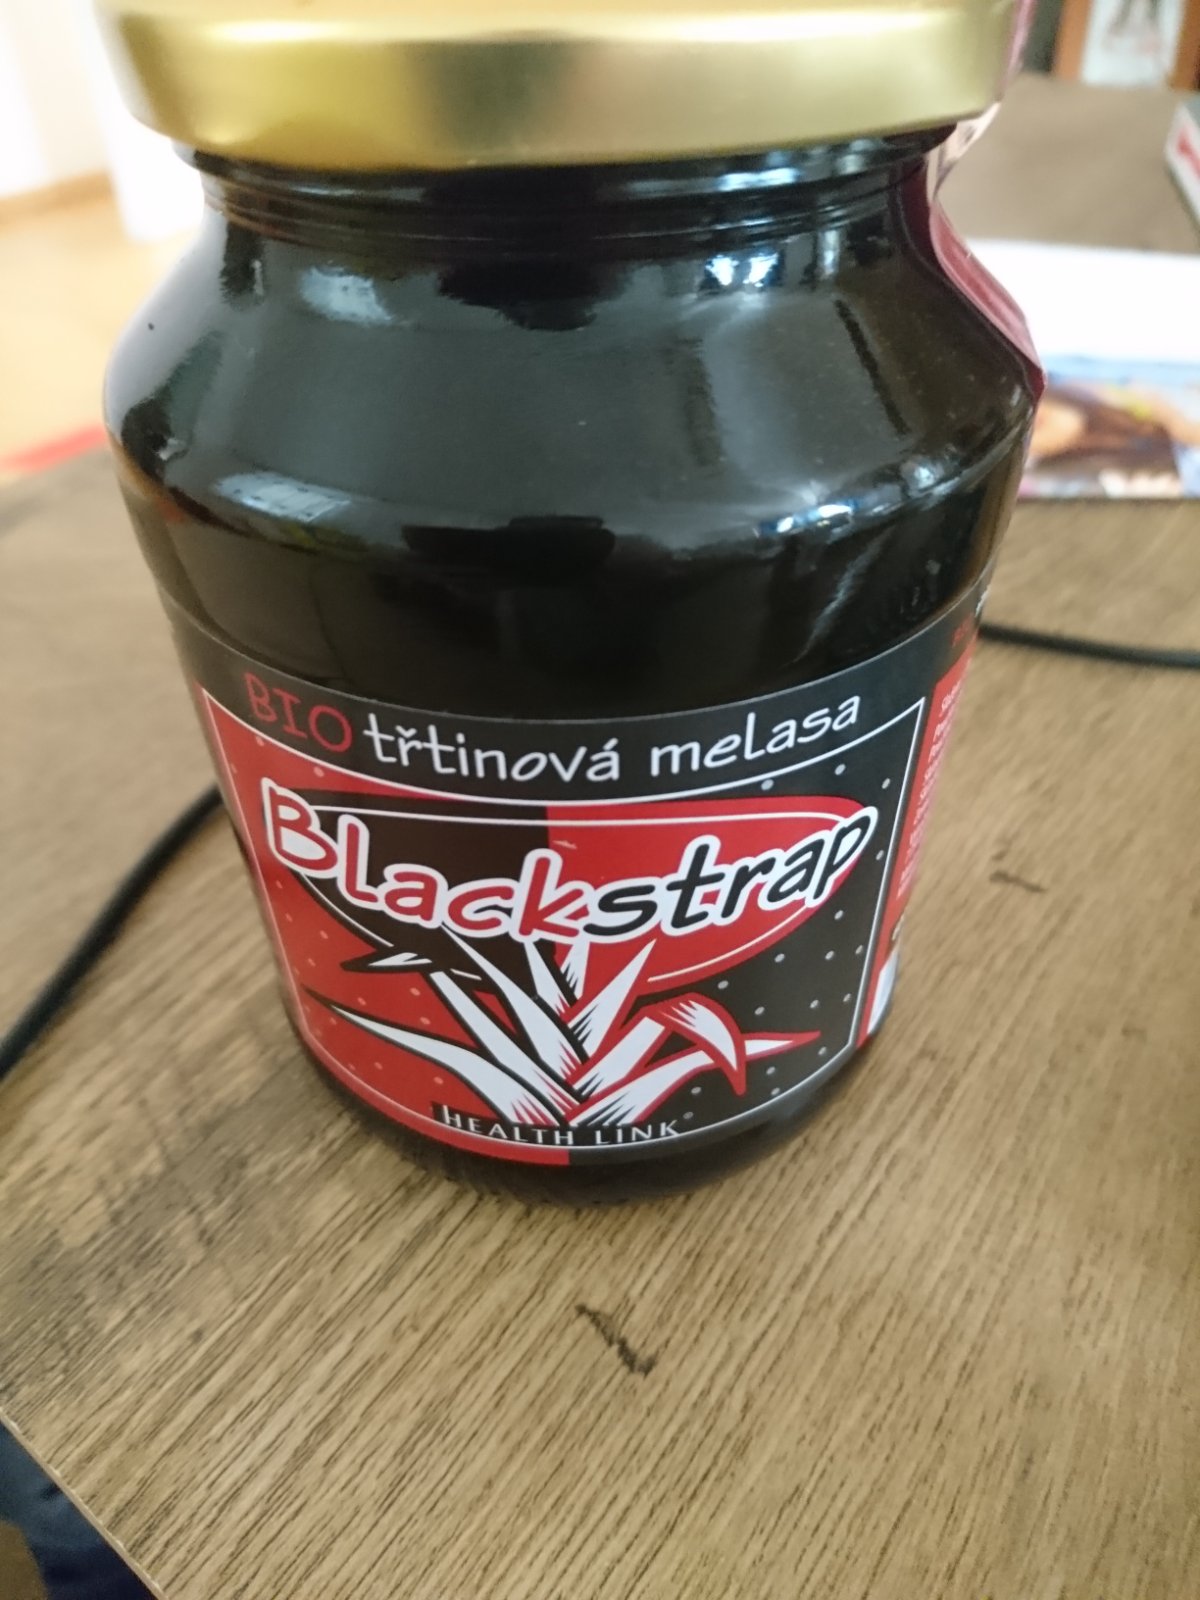 BIO třtinová melasa
Blackstrap
HEALTH LINK®